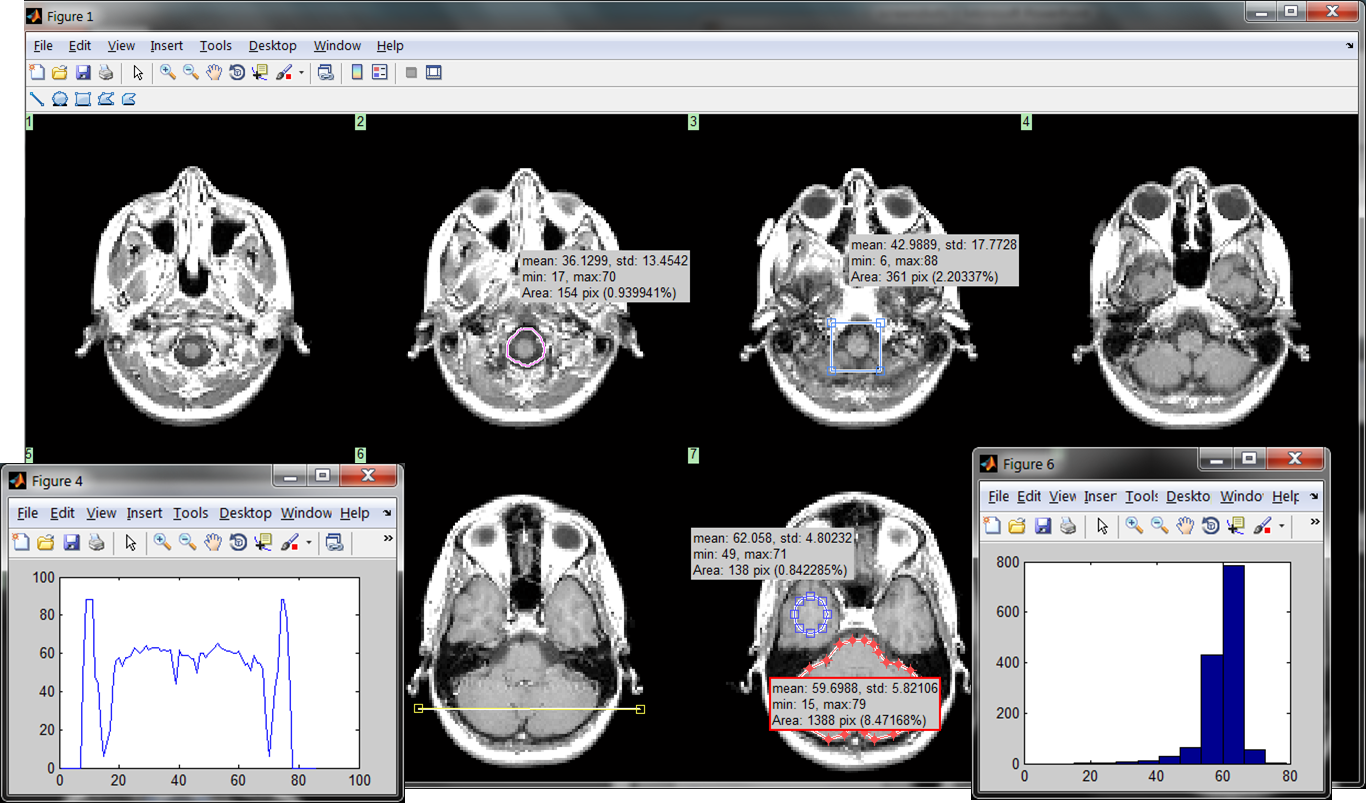 Figure 1
File Edit View Insert Tools Desktop Window Help
1
2
3
4
mean: 36.1299, std: 13.4542
min: 17, max:70
Area: 154 pix (0.939941%)
mean: 42.9889, std: 17.7728
min: 6, max:88
Area: 361 pix (2.20337%)
5
6
7
mean: 62.058, std: 4.80232
min: 49, max:71
Area: 138 pix (0.842285%)
mean: 59.6988, std: 5.82106
min: 15, max:79
Area: 1388 pix (8.47168%)
Figure 4
File Edit View Insert Tools Desktop Window Help
»
100
80
60
40
20
0
0 20 40 60 80 100
Figure 6
File Edit View Inser Tools Deskto Windo Help
»
800
600
400
200
0
0 20 40 60 80